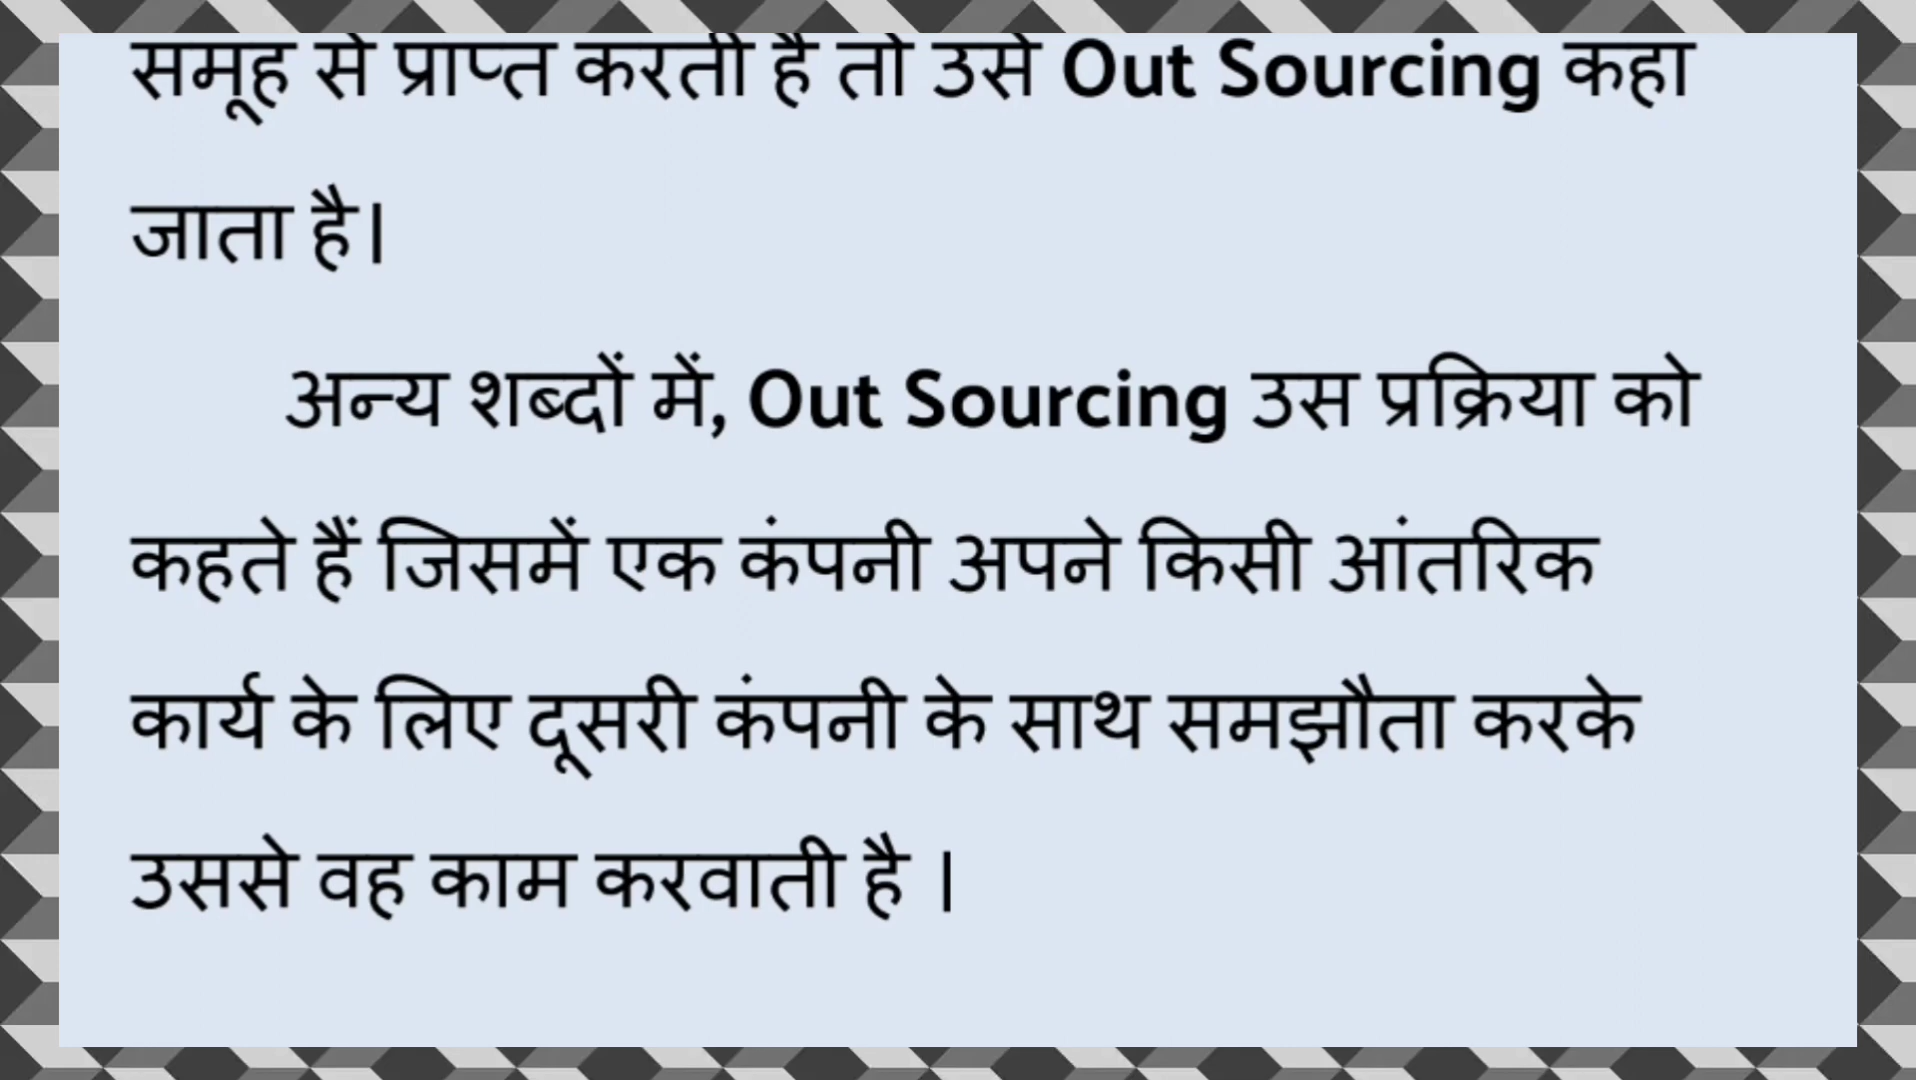 समूह से प्राप्त करती है तो उसे Out Sourcing कहा
जाता है।
अन्य शब्दों में, Out Sourcing उस प्रक्रिया को
कहते हैं जिसमें एक कंपनी अपने किसी आंतरिक
कार्य के लिए दूसरी कंपनी के साथ समझौता करके
उससे वह काम करवाती है ।